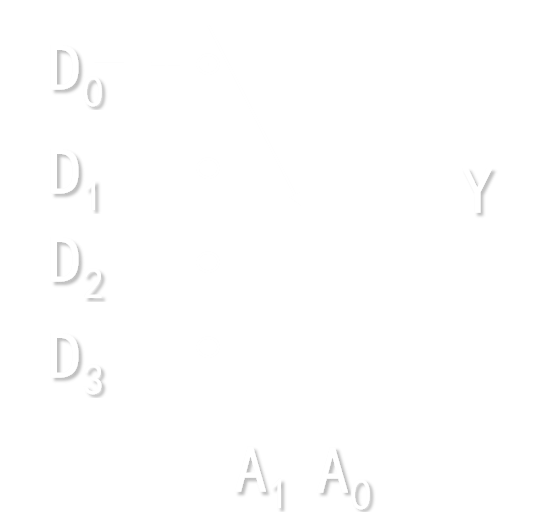 D₀
D₁
Y
D₂
D₃
A₁ A₀